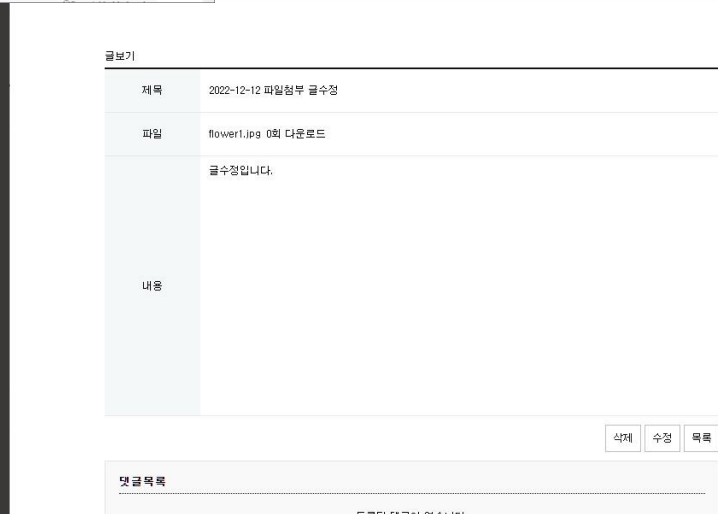 글보기
제목 2022-12-12 파일첨부 글수정
파일 flower1.jpg 0회 다운로드
글수정입니다.
내용
삭제 수정 목록
댓글목록